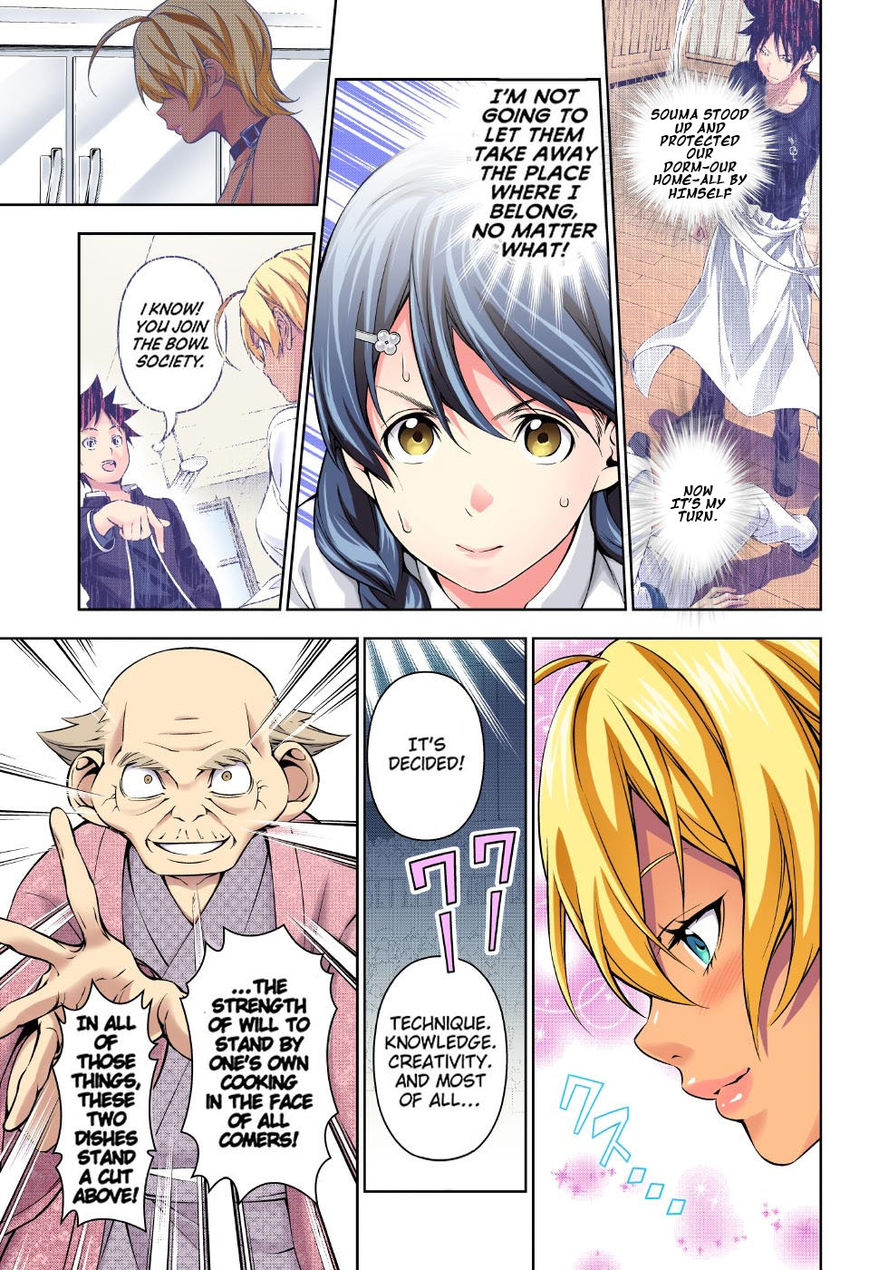 SOUMA STOOD
UP AND
PROTECTED
OUR
DORM-OUR
HOME-ALL BY
HIMSELF
NOW
IT'S MY
TURN.
I'M NOT
GOING TO
LET THEM
TAKE AWAY
THE PLACE
WHERE I
BELONG,
NO MATTER
WHAT!
I KNOW!
YOU JOIN
THE BOWL
SOCIETY.
クス…
IT'S
DECIDED!
ワー
ワー
TECHNIQUE.
KNOWLEDGE.
CREATIVITY.
AND MOST
OF ALL...
...THE
STRENGTH
OF WILL TO
STAND BY
ONE'S OWN
COOKING
IN THE FACE
OF ALL
COMERS!
IN ALL
OF
THOSE
THINGS,
THESE
TWO
DISHES
STAND
A CUT
ABOVE!